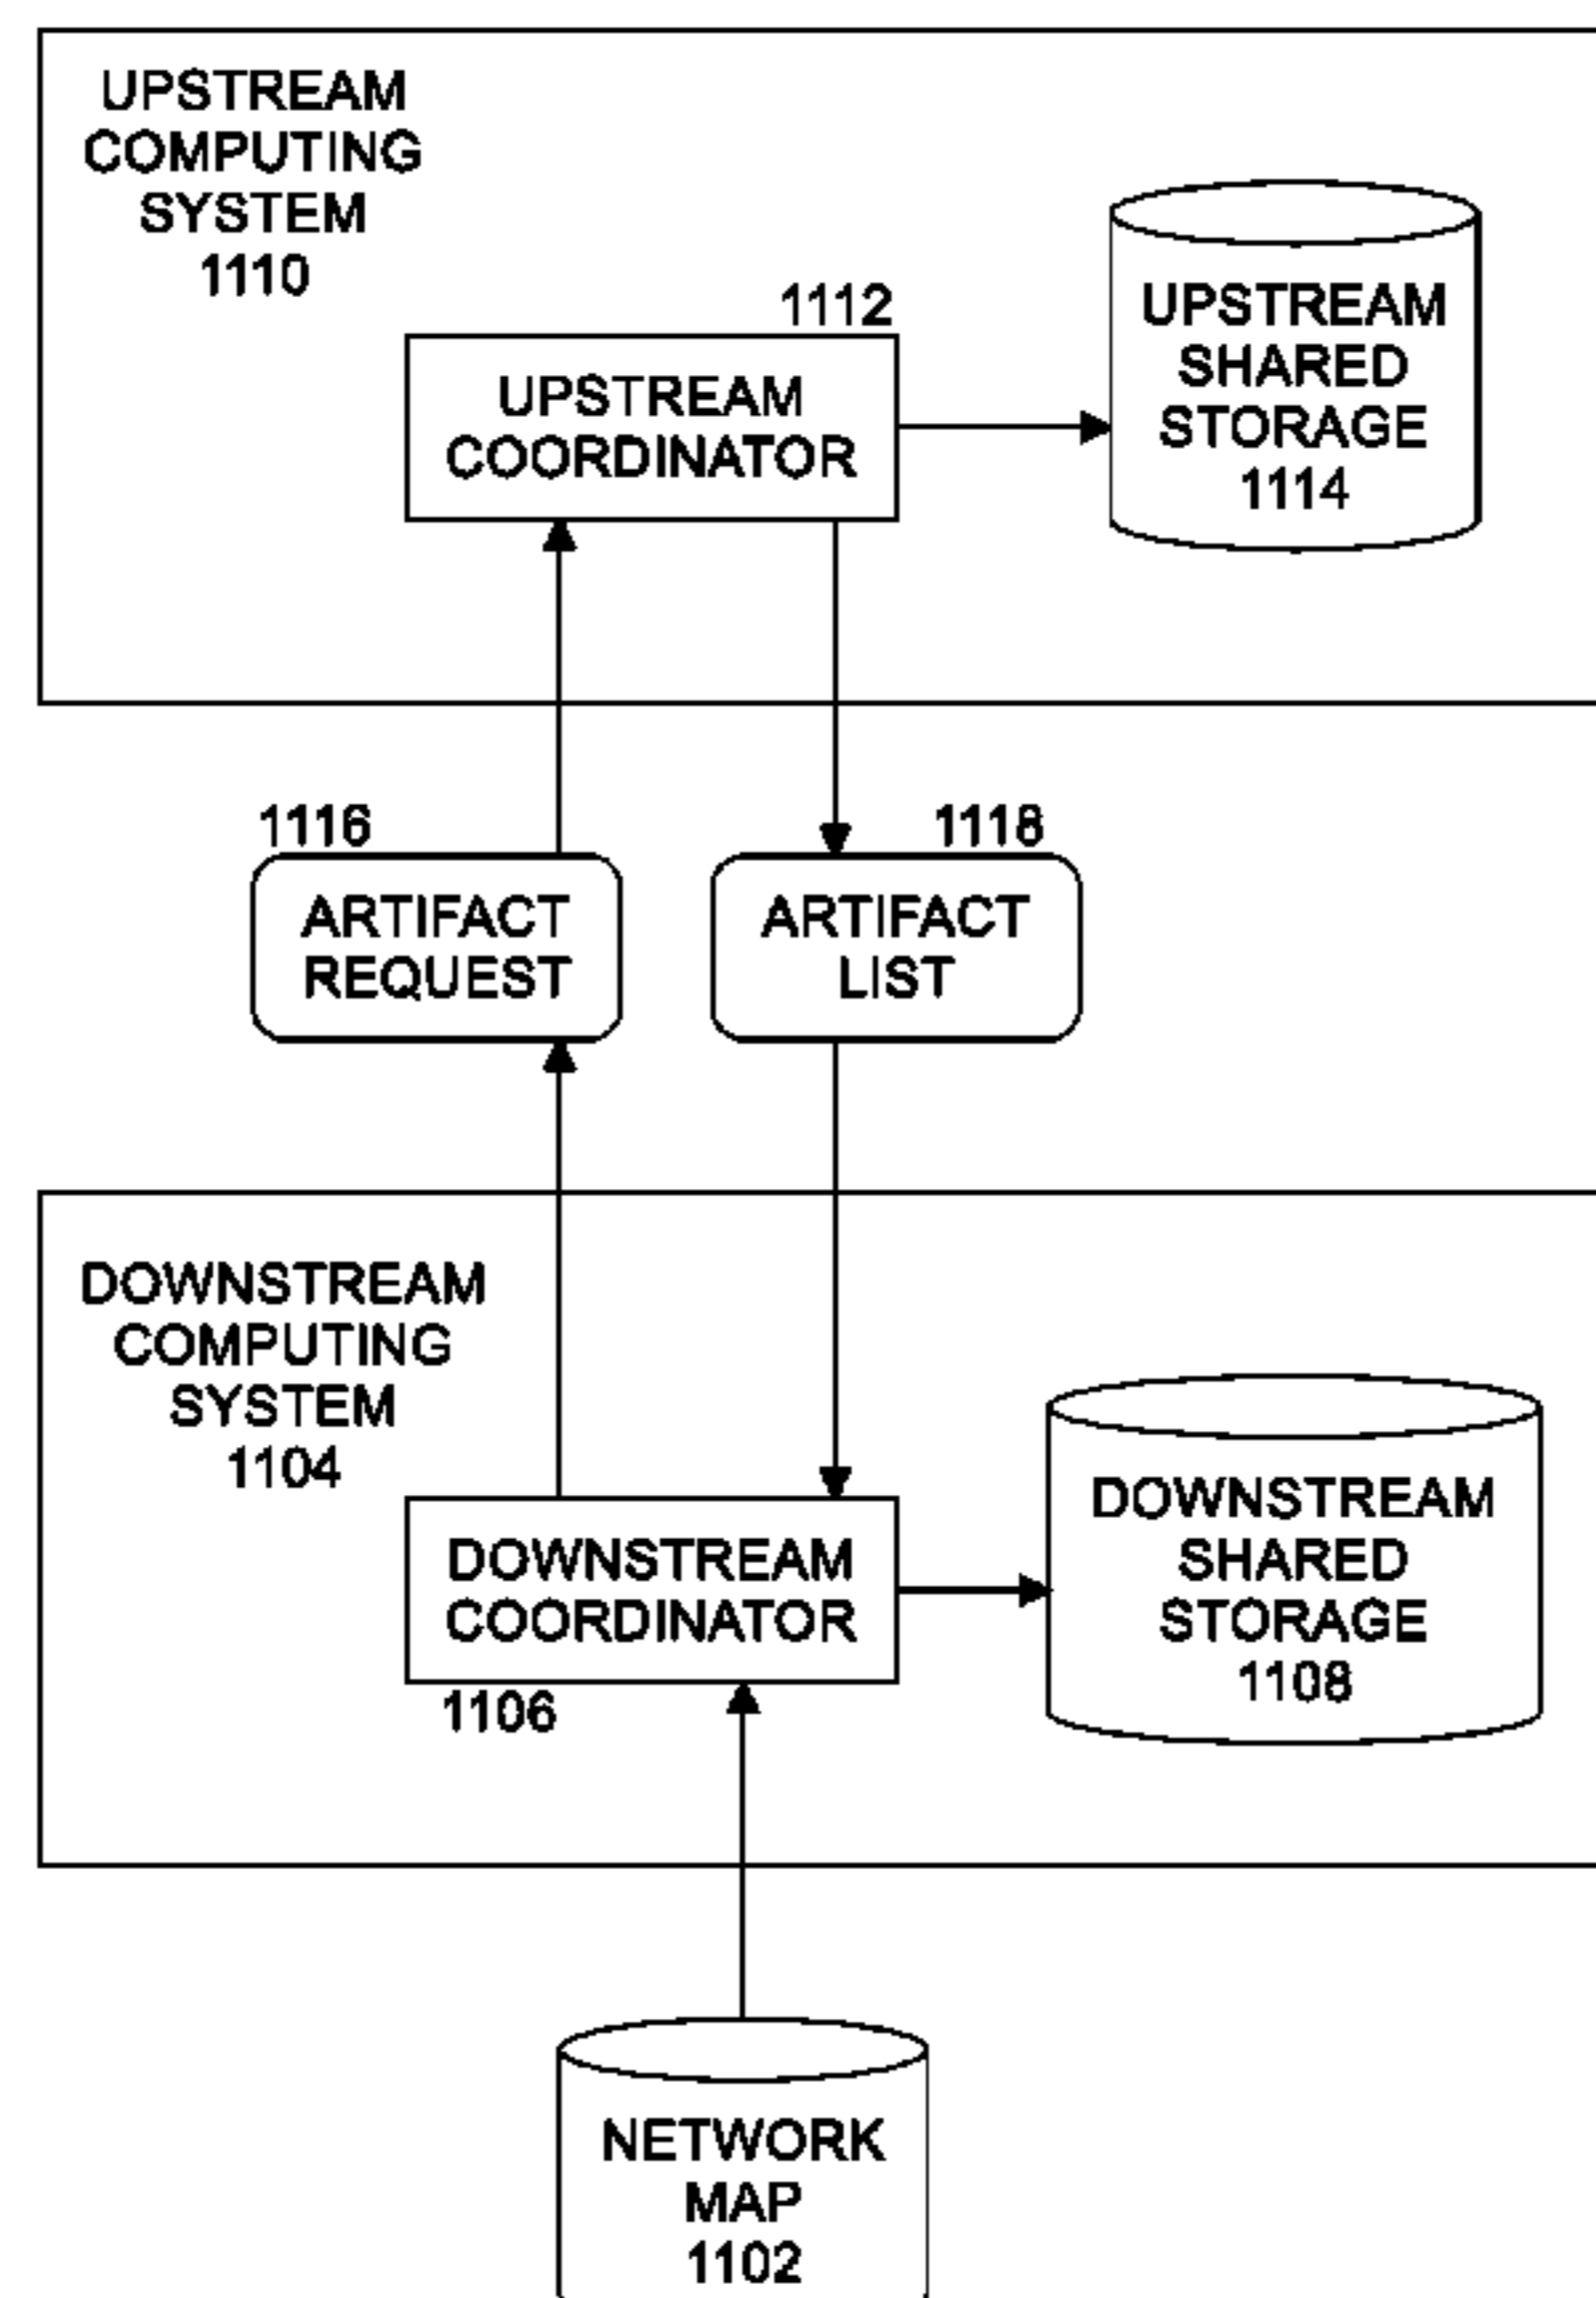 UPSTREAM
COMPUTING
SYSTEM
1110
1112
UPSTREAM
COORDINATOR
UPSTREAM
SHARED
STORAGE
1114
1116
ARTIFACT
REQUEST
1118
ARTIFACT
LIST
DOWNSTREAM
COMPUTING
SYSTEM
1104
DOWNSTREAM
COORDINATOR
1106
DOWNSTREAM
SHARED
STORAGE
1108
NETWORK
MAP
1102